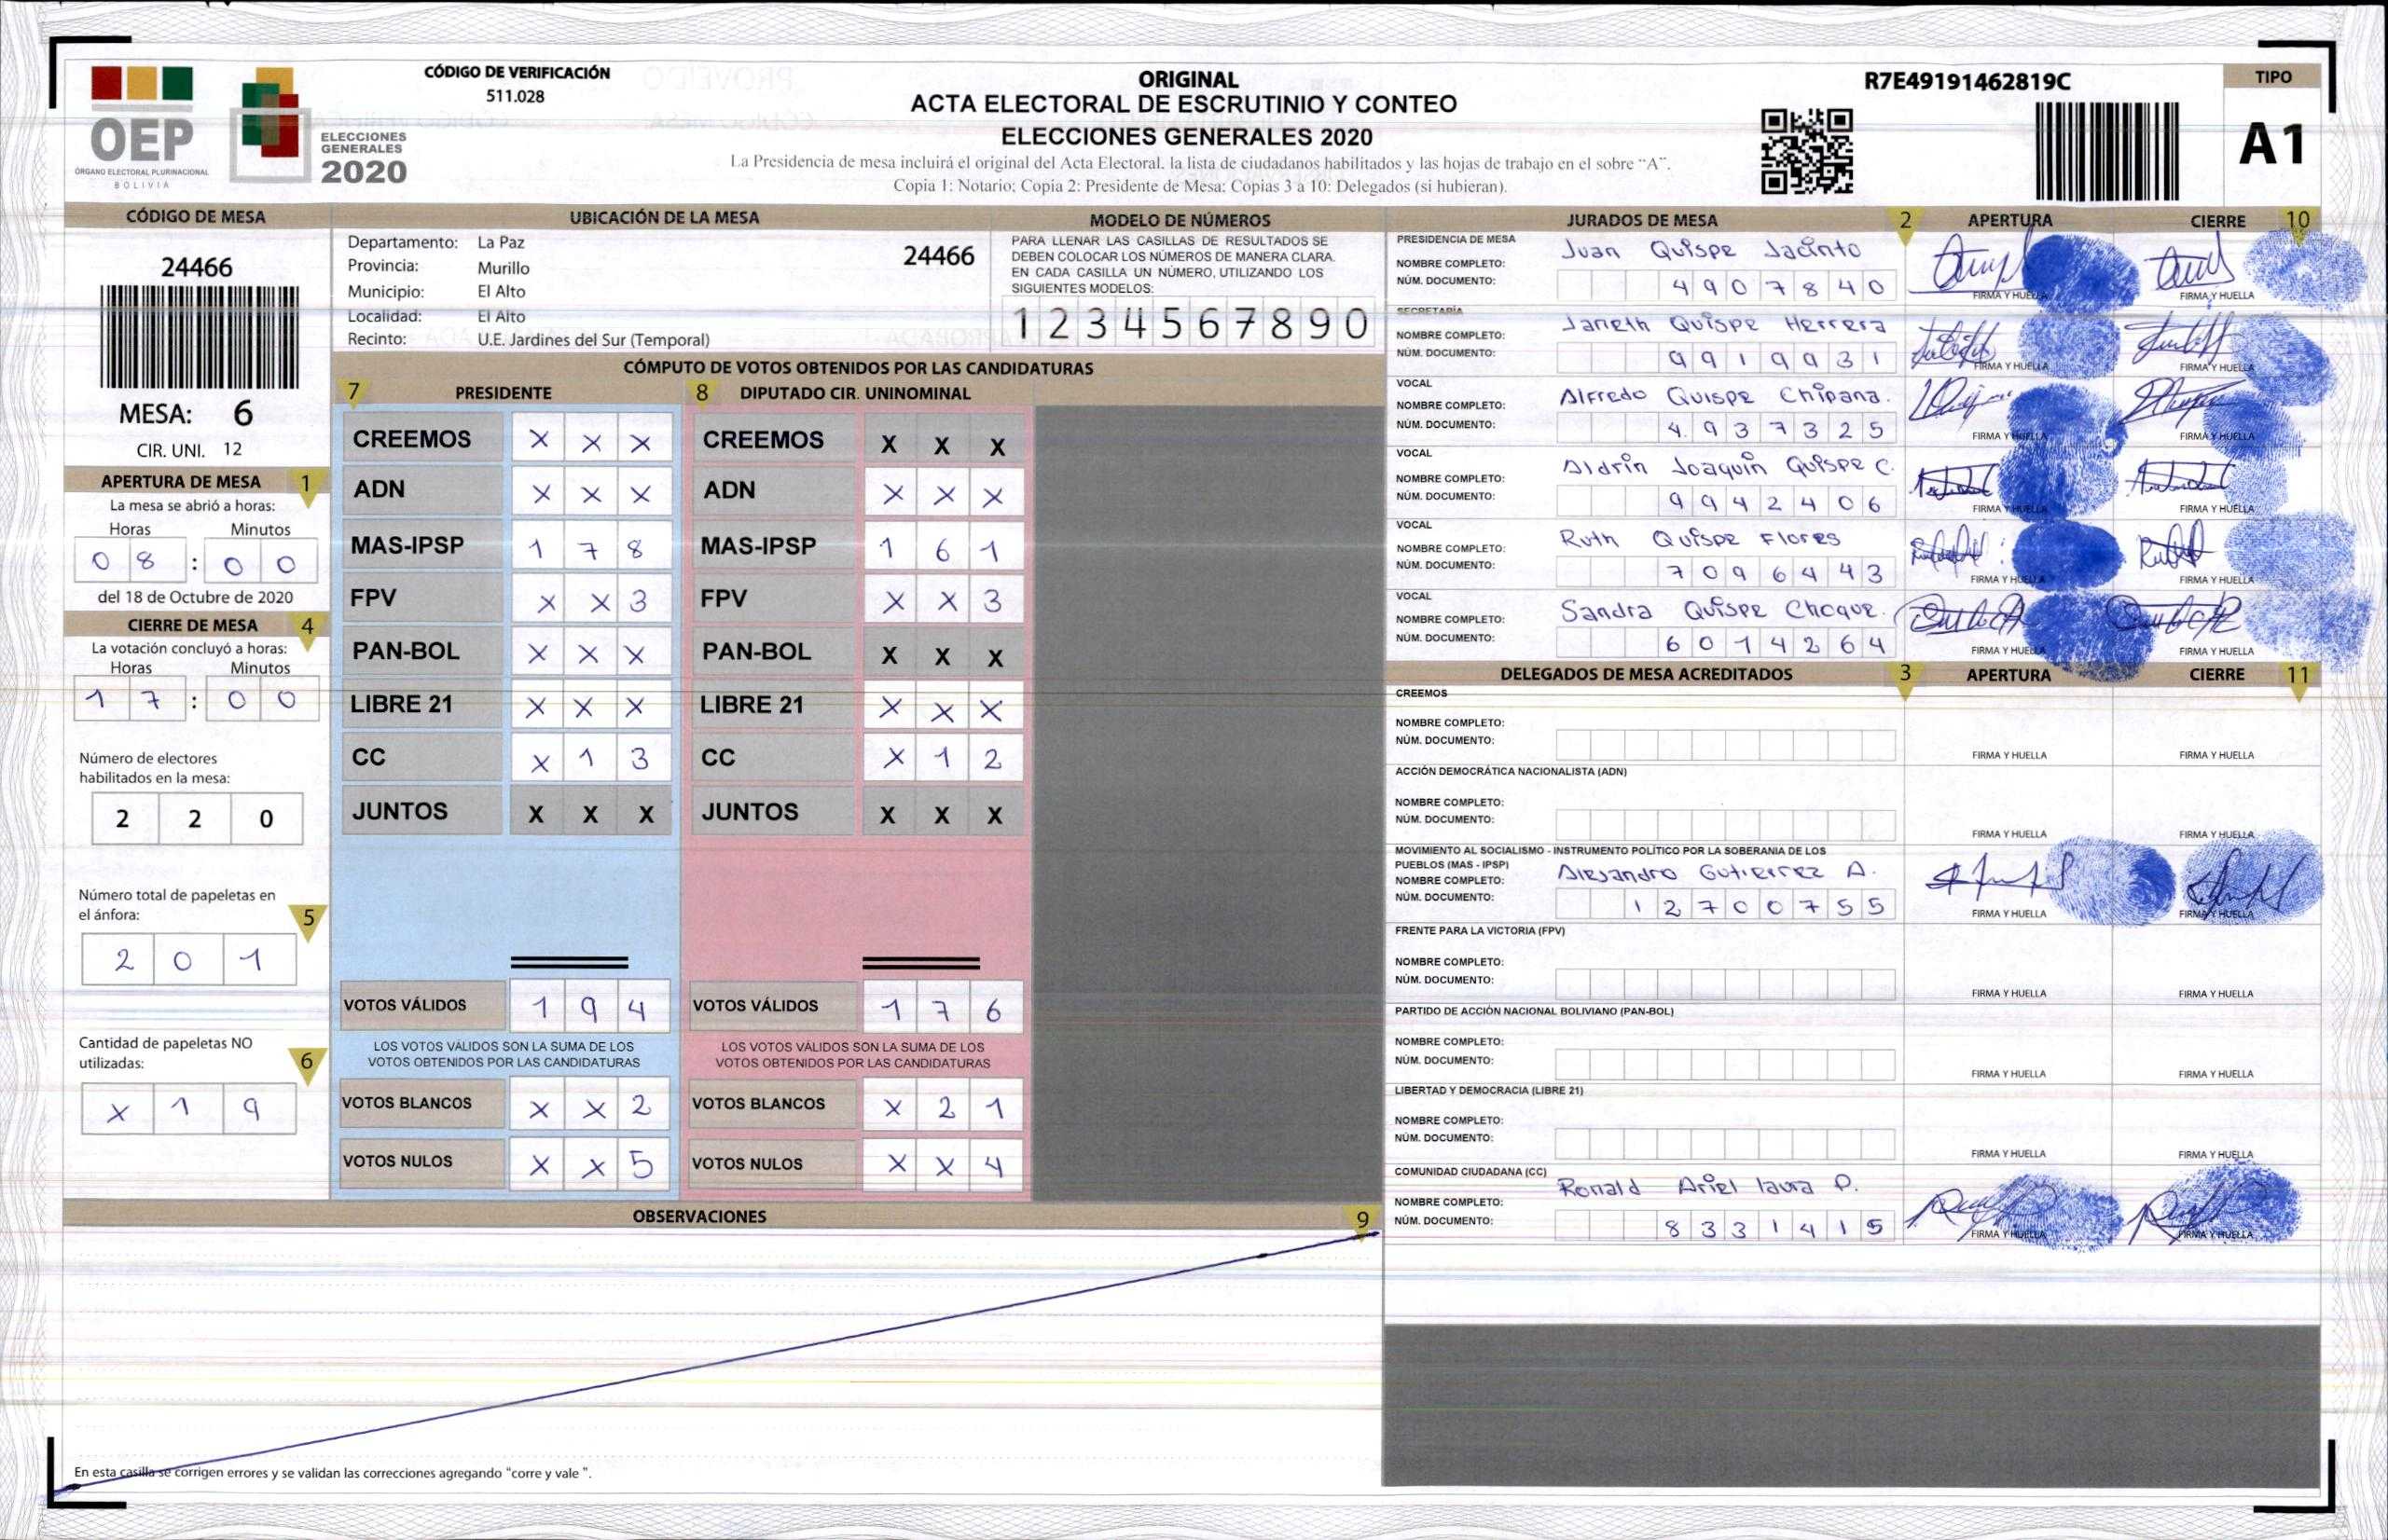 OEP
ÓRGANO ELECTORAL PLURINACIONAL
BOLIVIA
ELECCIONES
GENERALES
2020
CÓDIGO DE VERIFICACIÓN
511.028
ORIGINAL
ACTA ELECTORAL DE ESCRUTINIO Y CONTEO
ELECCIONES GENERALES 2020
La Presidencia de mesa incluirá el original del Acta Electoral. la lista de ciudadanos habilitados y las hojas de trabajo en el sobre “A”.
Copia 1: Notario; Copia 2: Presidente de Mesa; Copias 3 a 10: Delegados (si hubieran).
R7E49191462819C
TIPO
A1
CÓDIGO DE MESA
24466
MESA: 6
CIR. UNI. 12
APERTURA DE MESA 1
La mesa se abrió a horas:
Horas Minutos
0 8 : 0 0
del 18 de Octubre de 2020
CIERRE DE MESA 4
La votación concluyó a horas:
Horas Minutos
1 7 : 0 0
Número de electores
habilitados en la mesa:
2 2 0
Número total de papeletas en
el ánfora: 5
2 0 1
Cantidad de papeletas NO
utilizadas: 6
X 1 9
UBICACIÓN DE LA MESA
Departamento: La Paz 24466
Provincia: Murillo
Municipio: El Alto
Localidad: El Alto
Recinto: U.E. Jardines del Sur (Temporal)
MODELO DE NÚMEROS
PARA LLENAR LAS CASILLAS DE RESULTADOS SE
DEBEN COLOCAR LOS NÚMEROS DE MANERA CLARA.
EN CADA CASILLA UN NÚMERO, UTILIZANDO LOS
SIGUIENTES MODELOS:
1 2 3 4 5 6 7 8 9 0
CÓMPUTO DE VOTOS OBTENIDOS POR LAS CANDIDATURAS
7 PRESIDENTE 8 DIPUTADO CIR. UNINOMINAL
CREEMOS X X X CREEMOS X X X
ADN X X X ADN X X X
MAS-IPSP 1 7 8 MAS-IPSP 1 6 1
FPV X X 3 FPV X X 3
PAN-BOL X X X PAN-BOL X X X
LIBRE 21 X X X LIBRE 21 X X X
CC X 1 3 CC X 1 2
JUNTOS X X X JUNTOS X X X
VOTOS VÁLIDOS 1 9 4 VOTOS VÁLIDOS 1 7 6
LOS VOTOS VÁLIDOS SON LA SUMA DE LOS LOS VOTOS VÁLIDOS SON LA SUMA DE LOS
VOTOS OBTENIDOS POR LAS CANDIDATURAS VOTOS OBTENIDOS POR LAS CANDIDATURAS
VOTOS BLANCOS X X 2 VOTOS BLANCOS X 2 1
VOTOS NULOS X X 5 VOTOS NULOS X X 4
OBSERVACIONES 9
En esta casilla se corrigen errores y se validan las correcciones agregando “corre y vale ”.
JURADOS DE MESA 2 APERTURA CIERRE 10
PRESIDENCIA DE MESA
NOMBRE COMPLETO: Juan Quispe Jacinto
NÚM. DOCUMENTO: 4 9 0 7 8 4 0 FIRMA Y HUELLA FIRMA Y HUELLA
SECRETARÍA
NOMBRE COMPLETO: Janeth Quispe Herrera
NÚM. DOCUMENTO: 9 9 1 9 9 3 1 FIRMA Y HUELLA FIRMA Y HUELLA
VOCAL
NOMBRE COMPLETO: Alfredo Quispe Chipana.
NÚM. DOCUMENTO: 4. 9 3 7 3 2 5 FIRMA Y HUELLA FIRMA Y HUELLA
VOCAL
NOMBRE COMPLETO: Aldrin Joaquin Quispe C.
NÚM. DOCUMENTO: 9 9 4 2 4 0 6 FIRMA Y HUELLA FIRMA Y HUELLA
VOCAL
NOMBRE COMPLETO: Ruth Quispe Flores
NÚM. DOCUMENTO: 7 0 9 6 4 4 3 FIRMA Y HUELLA FIRMA Y HUELLA
VOCAL
NOMBRE COMPLETO: Sandra Quispe Choque.
NÚM. DOCUMENTO: 6 0 1 4 2 6 4 FIRMA Y HUELLA FIRMA Y HUELLA
DELEGADOS DE MESA ACREDITADOS 3 APERTURA CIERRE 11
CREEMOS
NOMBRE COMPLETO:
NÚM. DOCUMENTO: FIRMA Y HUELLA FIRMA Y HUELLA
ACCIÓN DEMOCRÁTICA NACIONALISTA (ADN)
NOMBRE COMPLETO:
NÚM. DOCUMENTO: FIRMA Y HUELLA FIRMA Y HUELLA
MOVIMIENTO AL SOCIALISMO - INSTRUMENTO POLÍTICO POR LA SOBERANIA DE LOS
PUEBLOS (MAS - IPSP)
NOMBRE COMPLETO: Alejandro Gutierrez A.
NÚM. DOCUMENTO: 1 2 7 0 0 7 5 5 FIRMA Y HUELLA FIRMA Y HUELLA
FRENTE PARA LA VICTORIA (FPV)
NOMBRE COMPLETO:
NÚM. DOCUMENTO: FIRMA Y HUELLA FIRMA Y HUELLA
PARTIDO DE ACCIÓN NACIONAL BOLIVIANO (PAN-BOL)
NOMBRE COMPLETO:
NÚM. DOCUMENTO: FIRMA Y HUELLA FIRMA Y HUELLA
LIBERTAD Y DEMOCRACIA (LIBRE 21)
NOMBRE COMPLETO:
NÚM. DOCUMENTO: FIRMA Y HUELLA FIRMA Y HUELLA
COMUNIDAD CIUDADANA (CC)
NOMBRE COMPLETO: Ronald Ariel laura P.
NÚM. DOCUMENTO: 8 3 3 1 4 1 5 FIRMA Y HUELLA FIRMA Y HUELLA